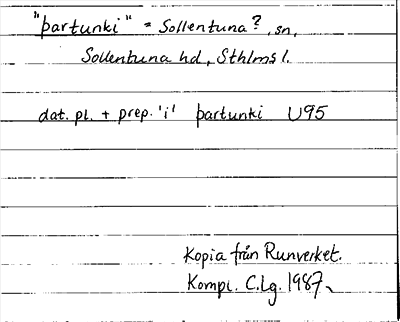 "þartunki" = Sollentuna?, sn,
Sollentuna hd, Sthlms l.
dat. pl. + prep. 'i' þartunki U95
Kopia från Runverket.
Kompl. C.Lg. 1987.